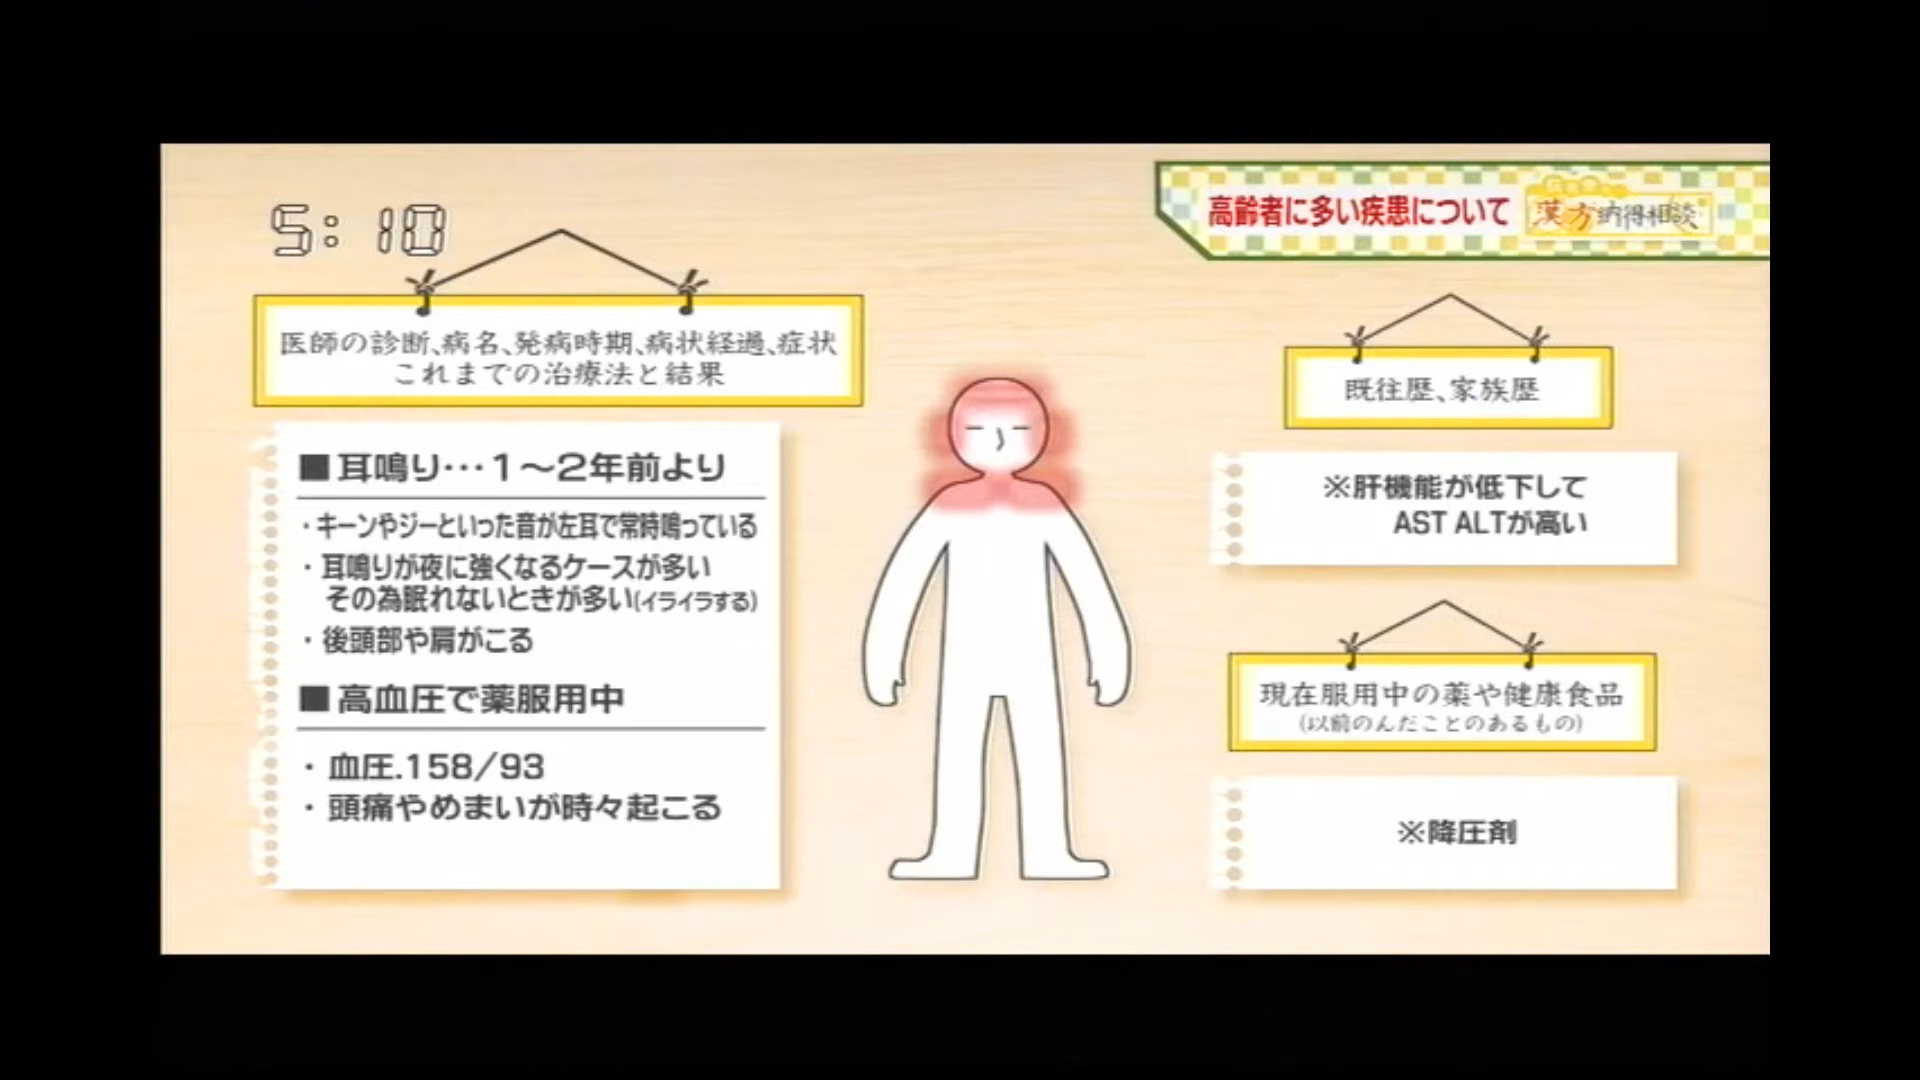 5:10
高齢者に多い疾患について
漢方納得相談
医師の診断、病名、発病時期、病状経過、症状
これまでの治療法と結果
■耳鳴り…1～2年前より
・キーンやジーといった音が左耳で常時鳴っている
・耳鳴りが夜に強くなるケースが多い
その為眠れないときが多い(イライラする)
・後頭部や肩がこる
■高血圧で薬服用中
・血圧.158/93
・頭痛やめまいが時々起こる
既往歴、家族歴
※肝機能が低下して
AST ALTが高い
現在服用中の薬や健康食品
(以前のんだことのあるもの)
※降圧剤